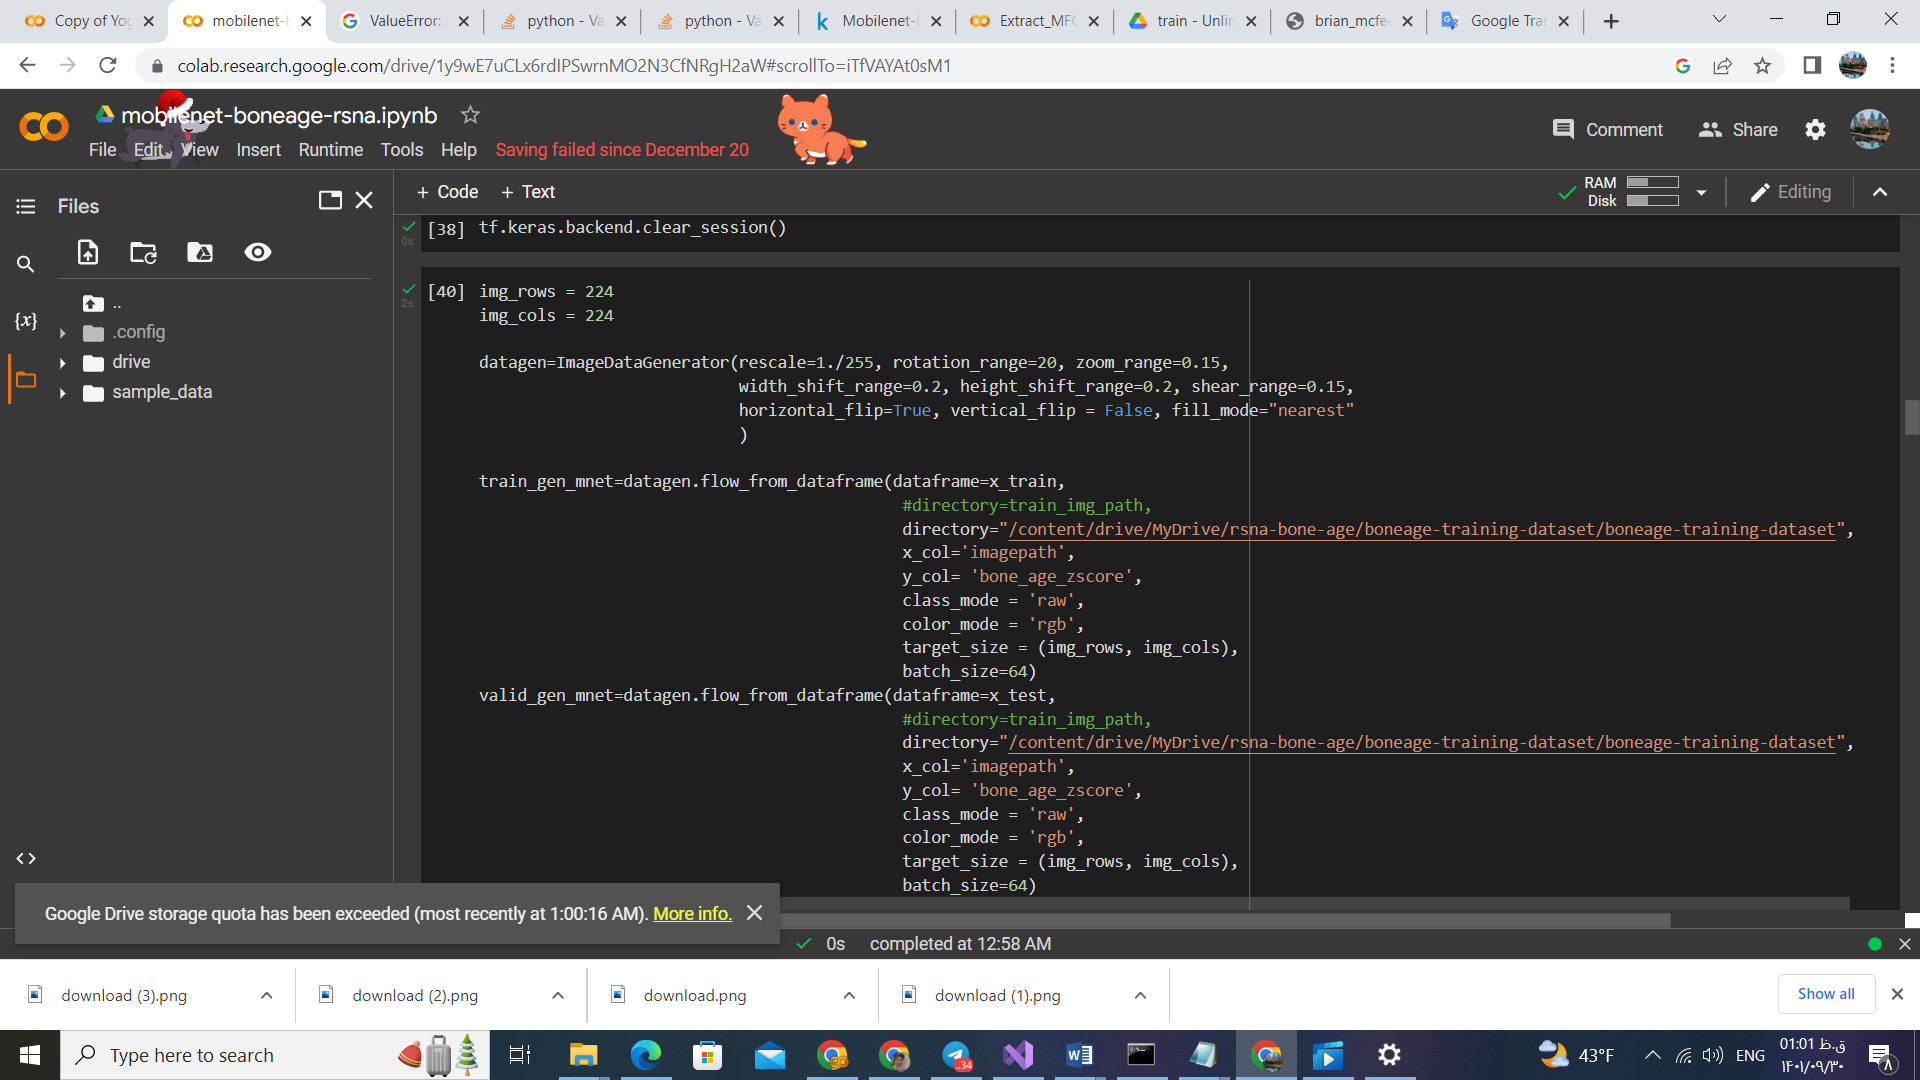 Copy of Yog
mobilenet-b
ValueError:
python - Va
python - Va
Mobilenet-F
Extract_MFC
train - Unlin
brian_mcfee
Google Tran
colab.research.google.com/drive/1y9wE7uCLx6rdIPSwrnMO2N3CfNRgH2aW#scrollTo=iTfVAYAt0sM1
mobilenet-boneage-rsna.ipynb
Comment
Share
File Edit View Insert Runtime Tools Help Saving failed since December 20
Files
+ Code + Text
RAM
Disk
Editing
..
.config
drive
sample_data
{x}
[38] tf.keras.backend.clear_session()
0s
[40] img_rows = 224
2s
img_cols = 224
datagen=ImageDataGenerator(rescale=1./255, rotation_range=20, zoom_range=0.15,
width_shift_range=0.2, height_shift_range=0.2, shear_range=0.15,
horizontal_flip=True, vertical_flip = False, fill_mode="nearest"
)
train_gen_mnet=datagen.flow_from_dataframe(dataframe=x_train,
#directory=train_img_path,
directory="/content/drive/MyDrive/rsna-bone-age/boneage-training-dataset/boneage-training-dataset",
x_col='imagepath',
y_col= 'bone_age_zscore',
class_mode = 'raw',
color_mode = 'rgb',
target_size = (img_rows, img_cols),
batch_size=64)
valid_gen_mnet=datagen.flow_from_dataframe(dataframe=x_test,
#directory=train_img_path,
directory="/content/drive/MyDrive/rsna-bone-age/boneage-training-dataset/boneage-training-dataset",
x_col='imagepath',
y_col= 'bone_age_zscore',
class_mode = 'raw',
color_mode = 'rgb',
target_size = (img_rows, img_cols),
batch_size=64)
Google Drive storage quota has been exceeded (most recently at 1:00:16 AM). More info.
0s completed at 12:58 AM
download (3).png
download (2).png
download.png
download (1).png
Show all
Type here to search
..34
43°F
ENG
01:01 ق.ظ
۱۴۰۱/۰۹/۳۰
۸